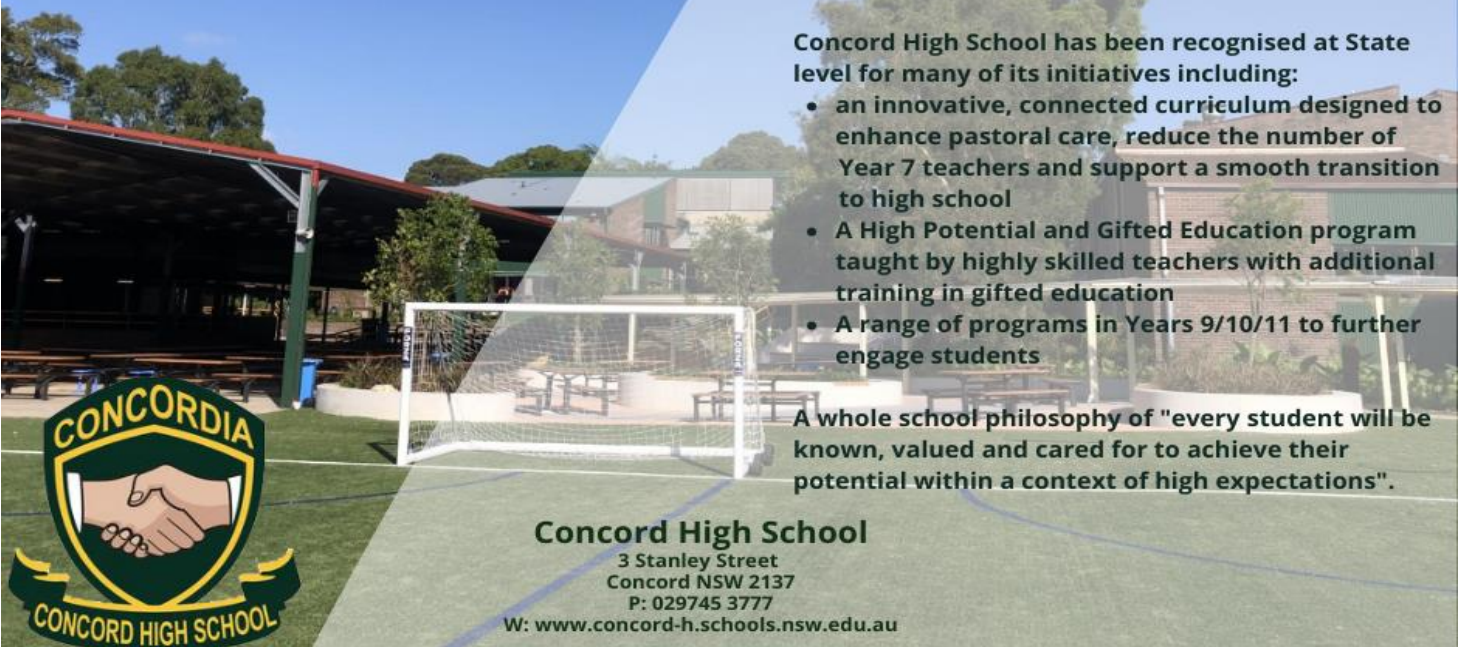 Concord High School has been recognised at State
level for many of its initiatives including:
• an innovative, connected curriculum designed to
enhance pastoral care, reduce the number of
Year 7 teachers and support a smooth transition
to high school
• A High Potential and Gifted Education program
taught by highly skilled teachers with additional
training in gifted education
• A range of programs in Years 9/10/11 to further
engage students
A whole school philosophy of "every student will be
known, valued and cared for to achieve their
potential within a context of high expectations".
CONCORDIA
CONCORD HIGH SCHOOL
Concord High School
3 Stanley Street
Concord NSW 2137
P: 029745 3777
W: www.concord-h.schools.nsw.edu.au